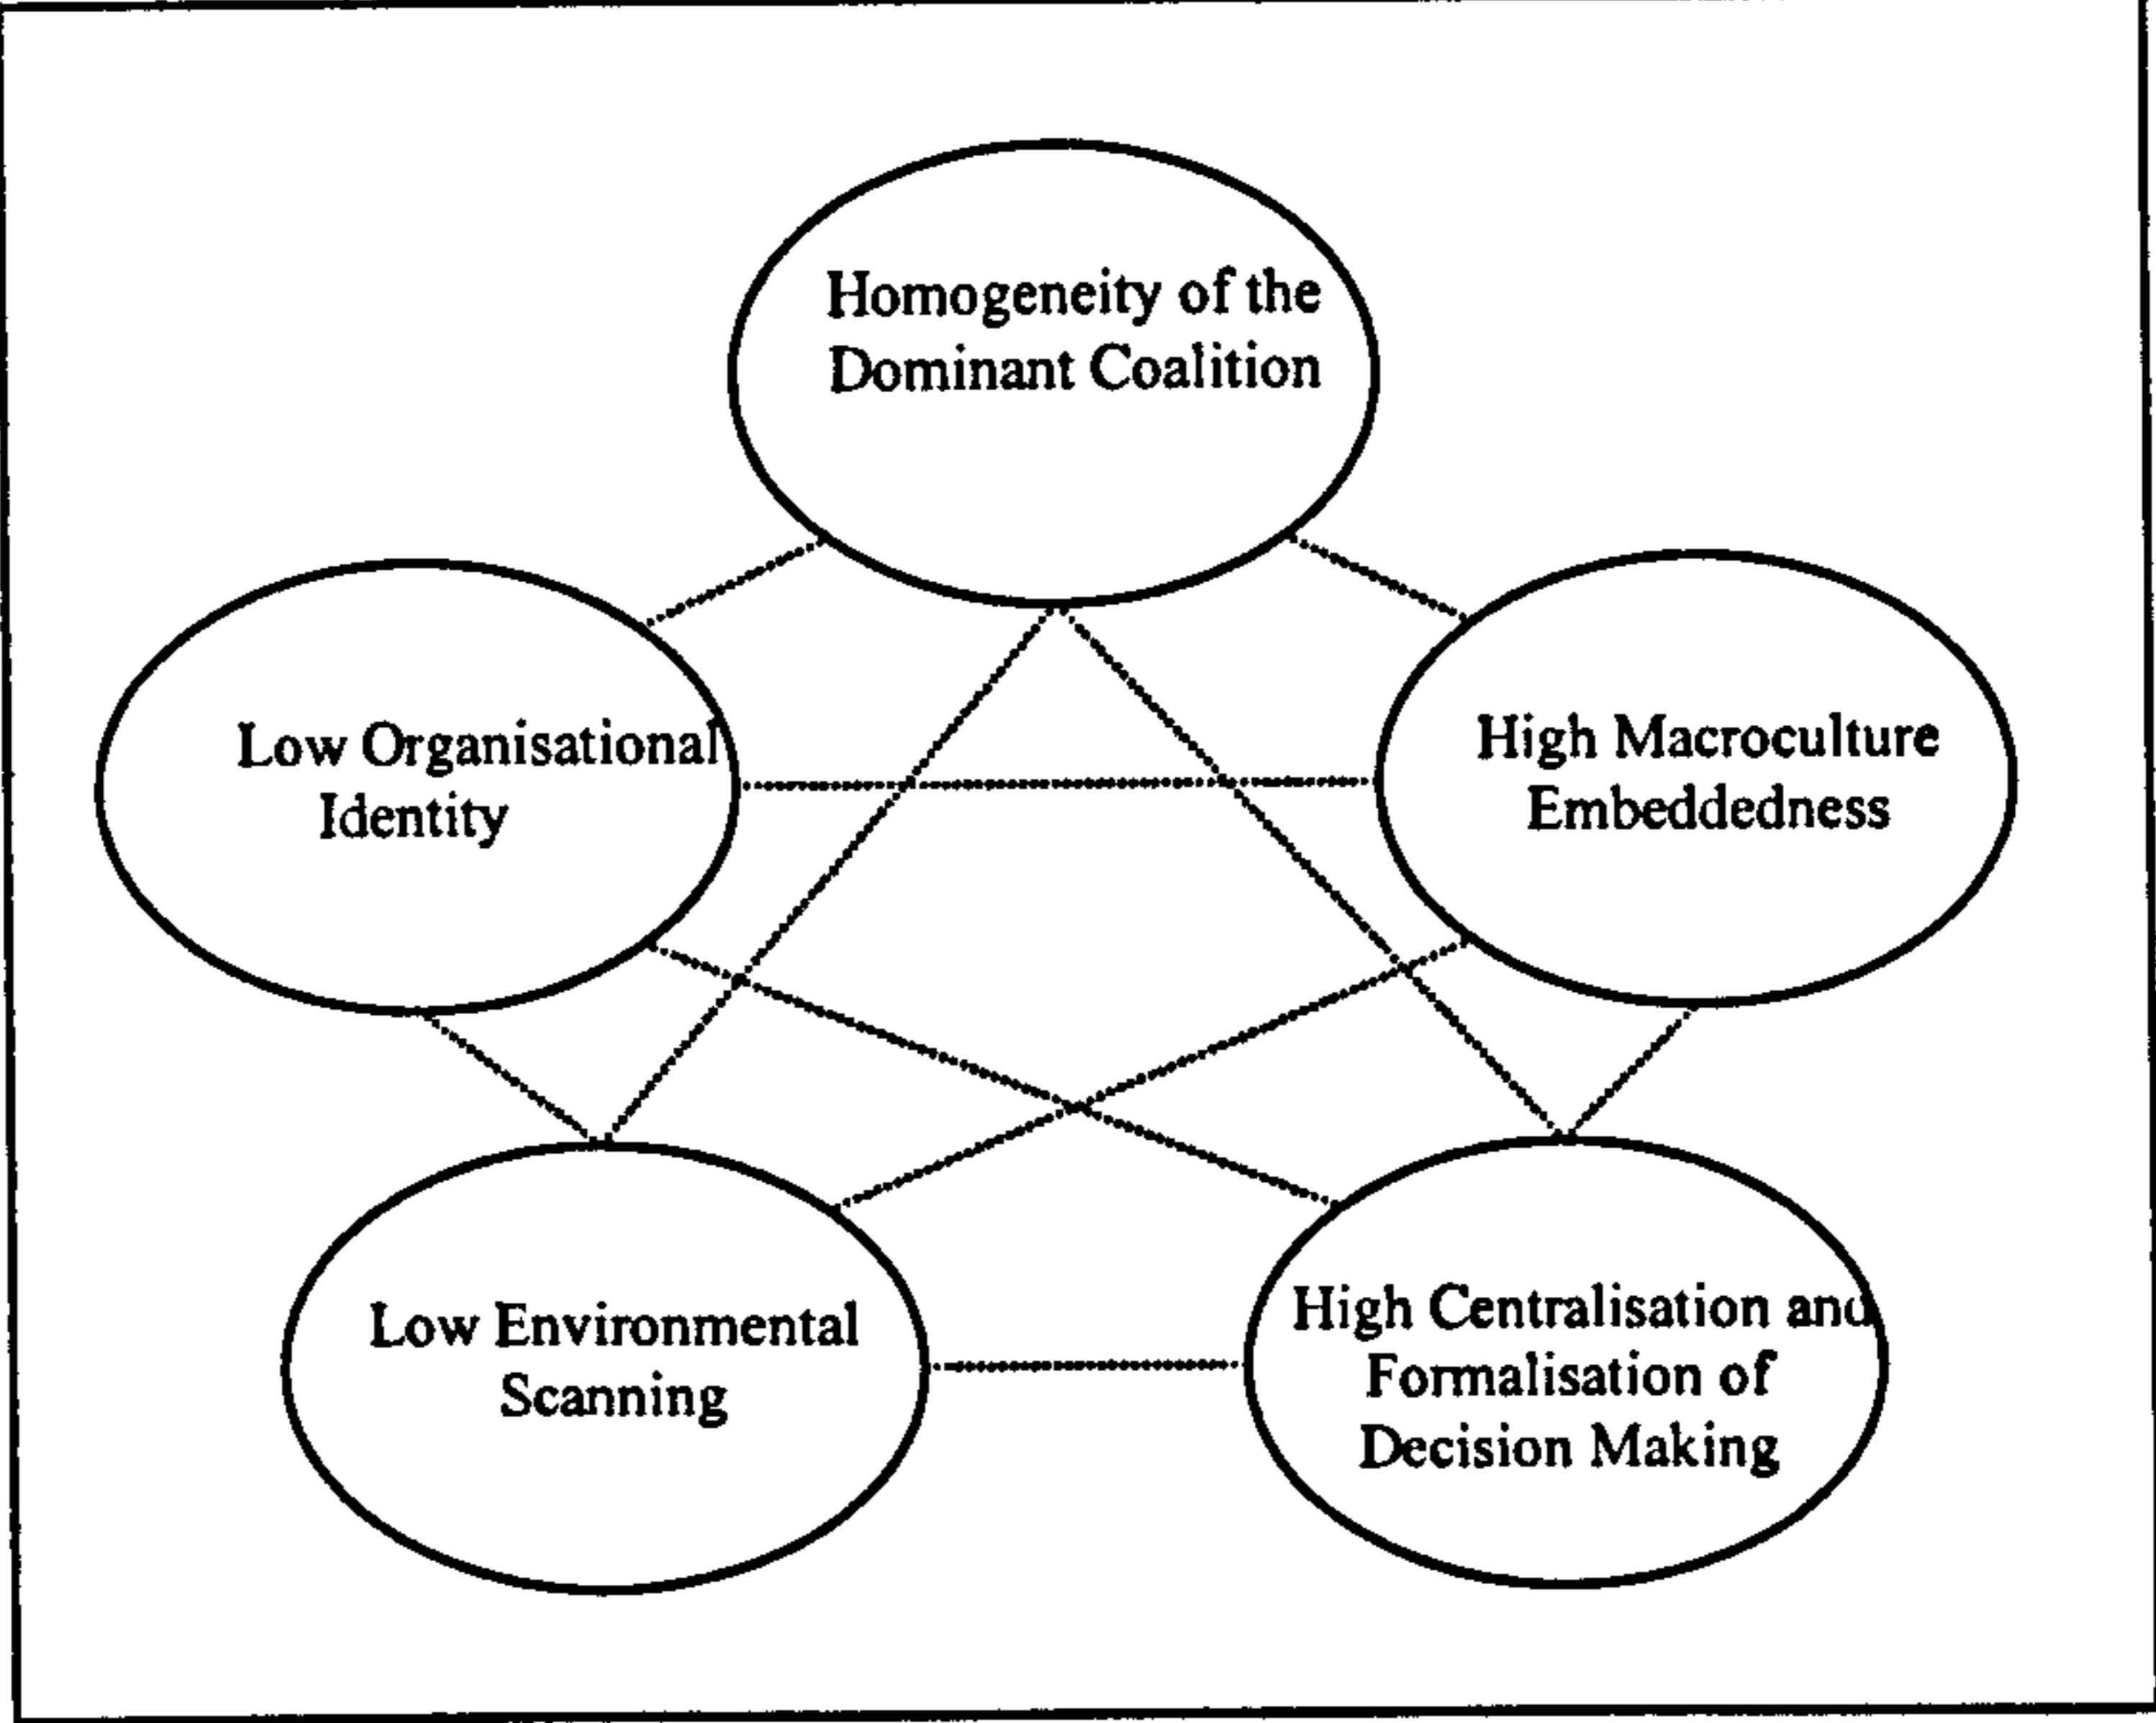 Homogeneity of the
Dominant Coalition
Low Organisational
Identity
High Macroculture
Embeddedness
Low Environmental
Scanning
High Centralisation and
Formalisation of
Decision Making